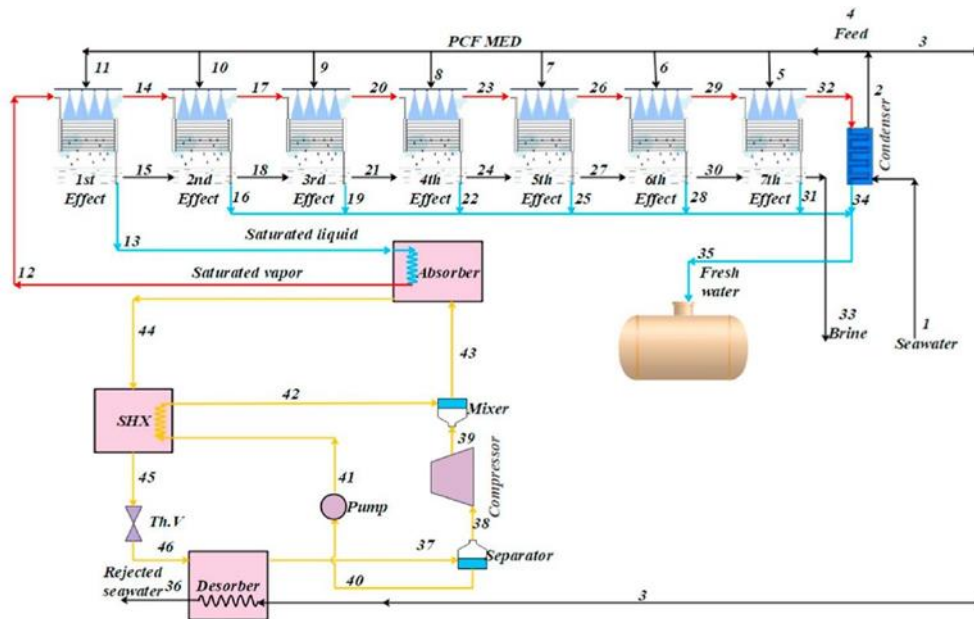 4
Feed
PCF MED
3
11
10
9
8
7
6
5
2
14
17
20
23
26
29
32
Condenser
15
18
21
24
27
30
1st
Effect
2nd
Effect
3rd
Effect
4th
Effect
5th
Effect
6th
Effect
7th
Effect
16
19
22
25
28
31
34
13
Saturated liquid
12
Saturated vapor
Absorber
35
Fresh
water
33
Brine
1
Seawater
44
43
42
Mixer
SHX
39
Compressor
45
41
Pump
Th.V
38
46
37
Separator
Rejected
seawater
36
Desorber
40
3